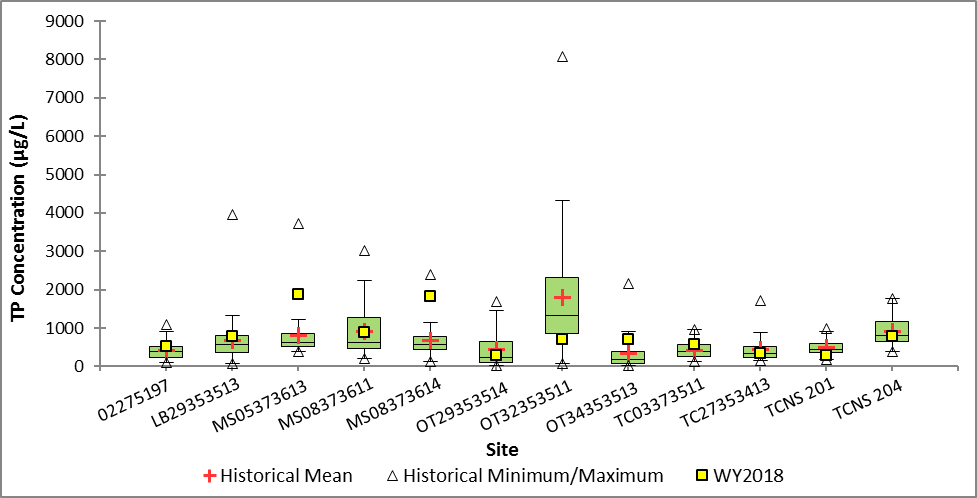 9000
8000
7000
6000
5000
4000
3000
2000
1000
0
TP Concentration (µg/L)
02275197
LB29353513
MS05373613
MS08373611
MS08373614
OT29353514
OT32353511
OT34353513
TC03373511
TC27353413
TCNS 201
TCNS 204
Site
Historical Mean
Historical Minimum/Maximum
WY2018